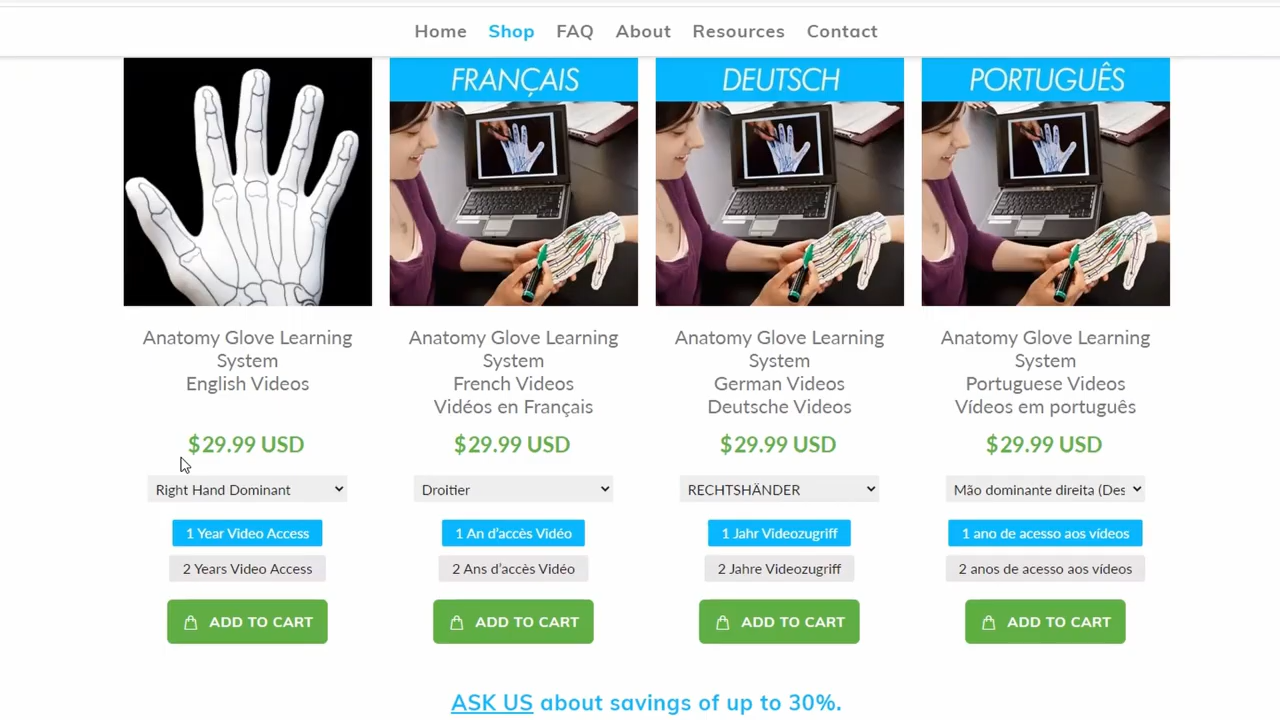 Home Shop FAQ About Resources Contact
FRANÇAIS
DEUTSCH
PORTUGUÊS
Anatomy Glove Learning
System
English Videos
$29.99 USD
Right Hand Dominant
1 Year Video Access
2 Years Video Access
ADD TO CART
Anatomy Glove Learning
System
French Videos
Vidéos en Français
$29.99 USD
Droitier
1 An d'accès Vidéo
2 Ans d'accès Vidéo
ADD TO CART
Anatomy Glove Learning
System
German Videos
Deutsche Videos
$29.99 USD
RECHTSHÄNDER
1 Jahr Videozugriff
2 Jahre Videozugriff
ADD TO CART
Anatomy Glove Learning
System
Portuguese Videos
Vídeos em português
$29.99 USD
Mão dominante direita (Des
1 ano de acesso aos vídeos
2 anos de acesso aos vídeos
ADD TO CART
ASK US about savings of up to 30%.